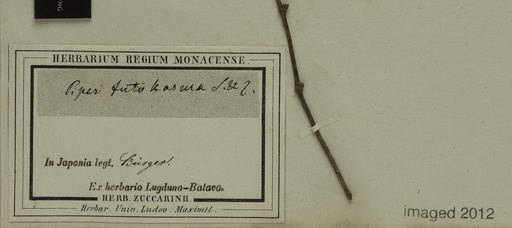 HERBARIUM REGIUM MONACENSE.
Piper futokasura S. & Z.
In Japonia legt. Bürger.
Ex herbario Lugduno-Batavo.
HERB. ZUCCARINII
Herbar. Univ. Ludov. Maximil.
imaged 2012